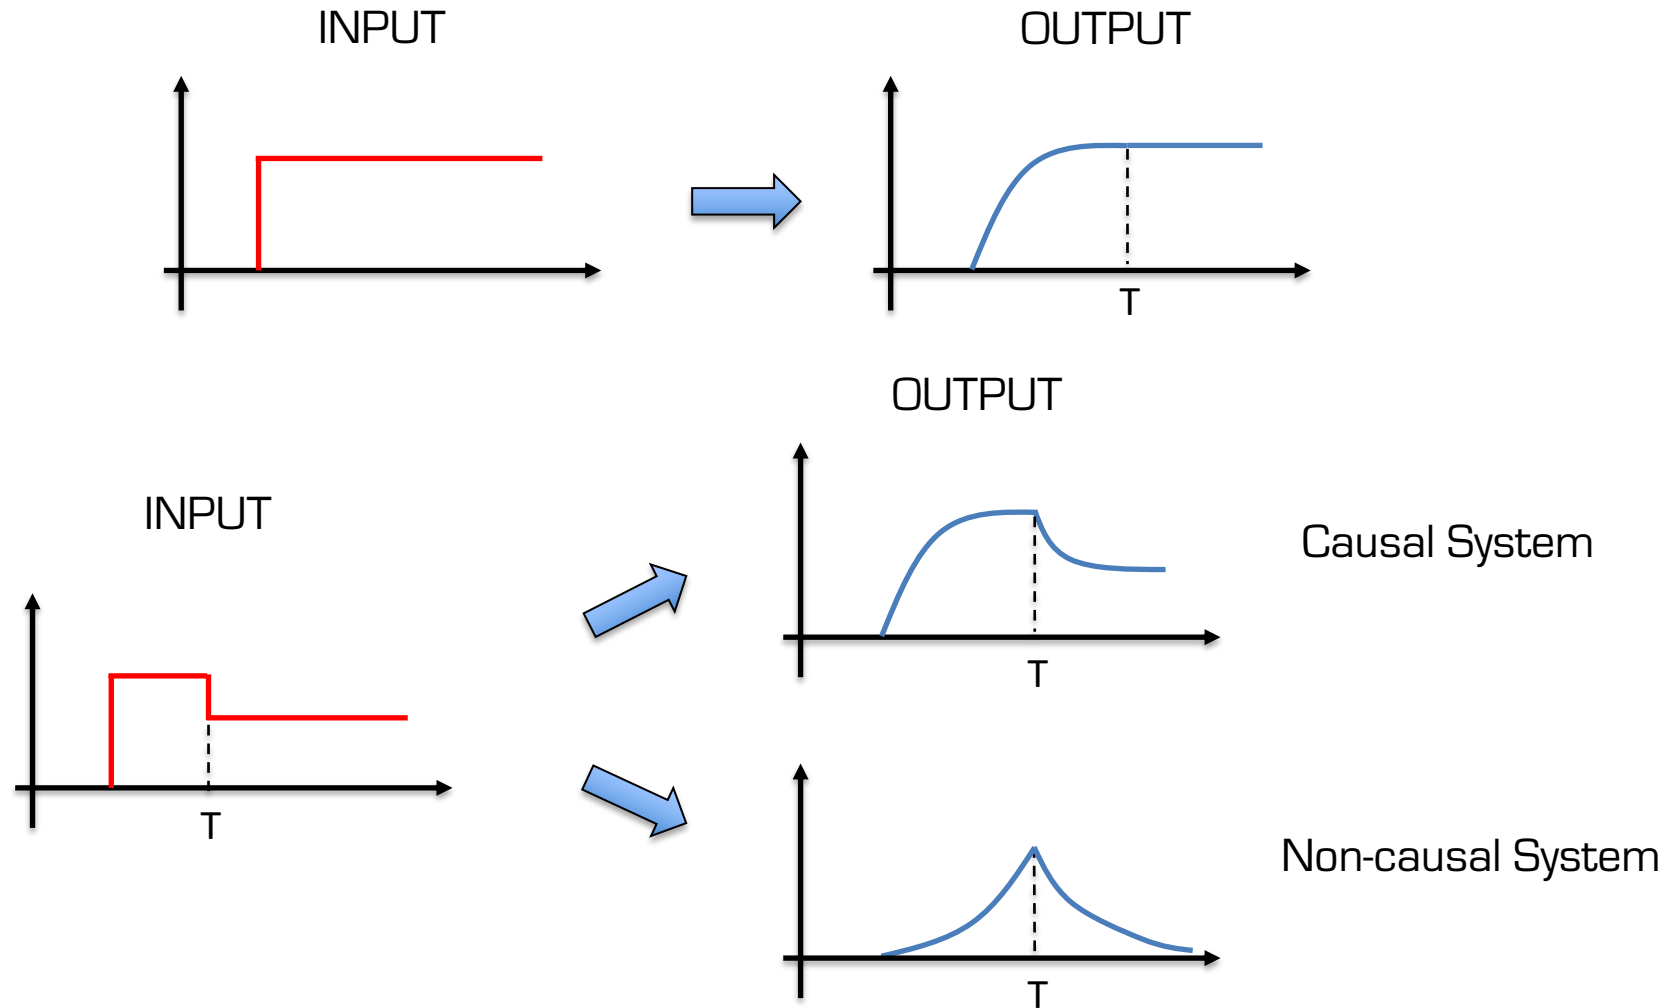 INPUT
OUTPUT
T
OUTPUT
INPUT
Causal System
T
T
Non-causal System
T